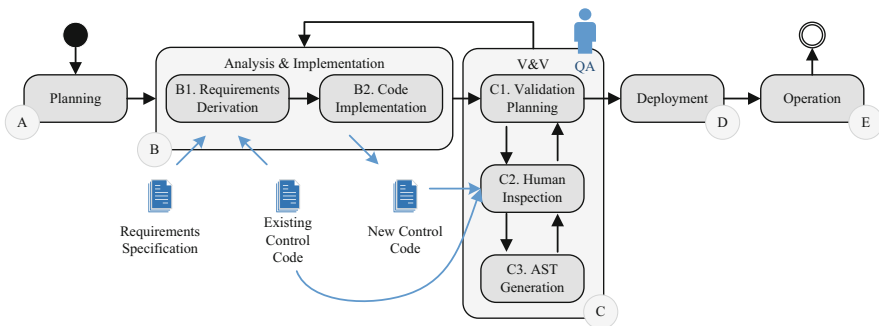 Analysis & Implementation
V&V
QA
Planning
B1. Requirements
Derivation
B2. Code
Implementation
C1. Validation
Planning
Deployment
Operation
A
B
D
E
C2. Human
Inspection
Requirements
Specification
Existing
Control
Code
New Control
Code
C3. AST
Generation
C